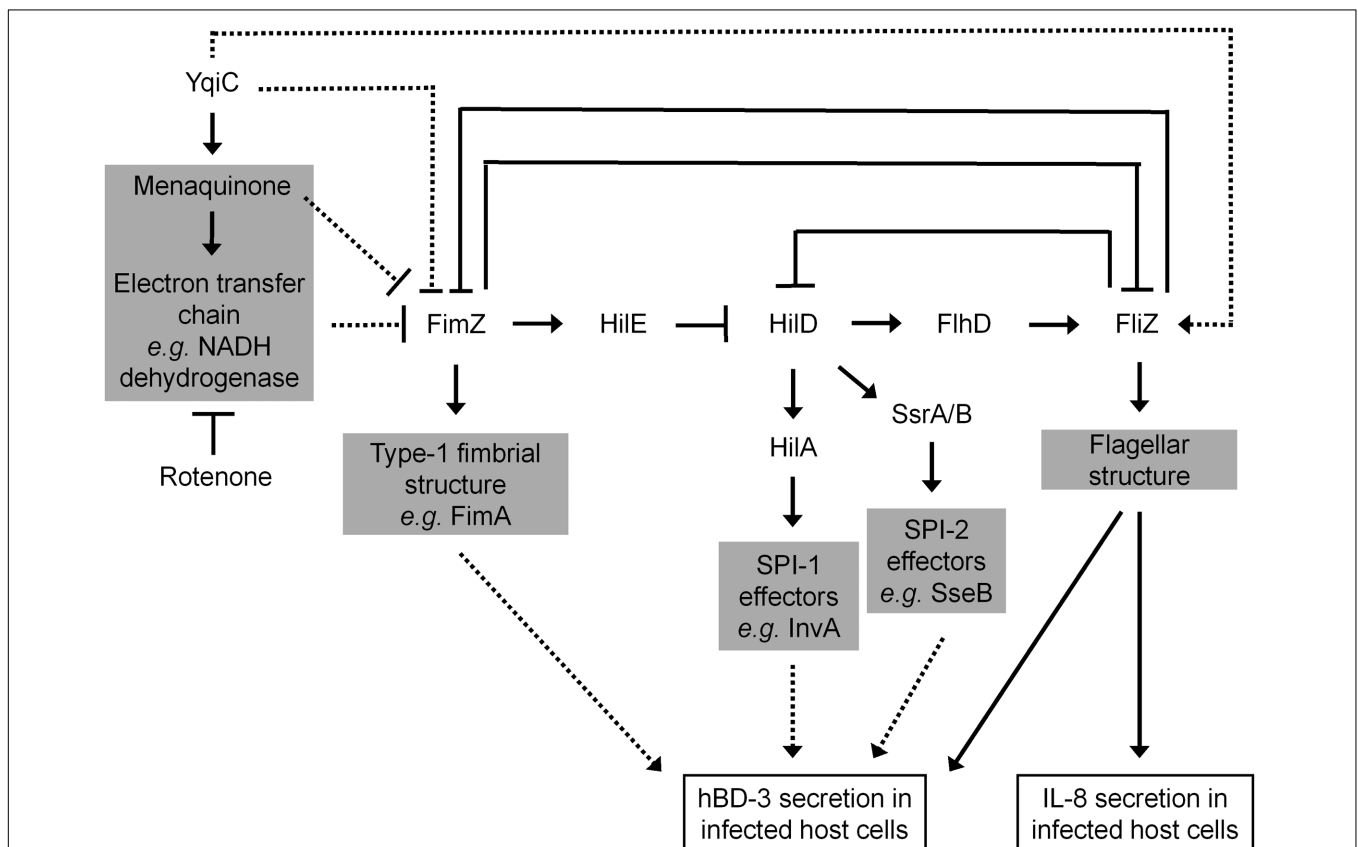 YqiC
Menaquinone
Electron transfer
chain
e.g. NADH
dehydrogenase
Rotenone
FimZ
HilE
HilD
FlhD
FliZ
Type-1 fimbrial
structure
e.g. FimA
HilA
SsrA/B
SPI-1
effectors
e.g. InvA
SPI-2
effectors
e.g. SseB
Flagellar
structure
hBD-3 secretion in
infected host cells
IL-8 secretion in
infected host cells